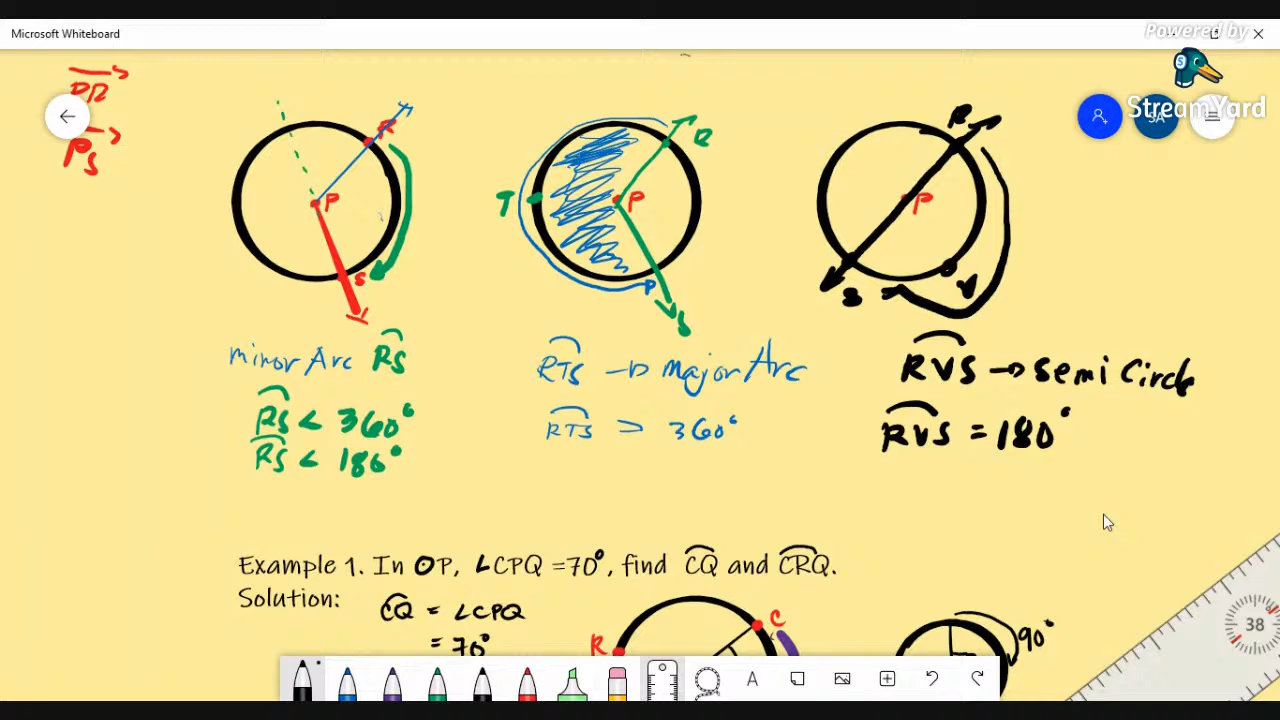 Microsoft Whiteboard
Powered by
StreamYard
SA
PR
PS
R
P
S
T
R
P
P
S
R
P
S
V
minor Arc RS
RS < 360°
RS < 180°
RTS → Major Arc
RTS > 360°
RVS → Semi Circle
RVS = 180°
Example 1. In ⊙P, ∠CPQ =70°, find CQ and CRQ.
Solution:
CQ = ∠CPQ
= 70°
R
C
90°
38
A